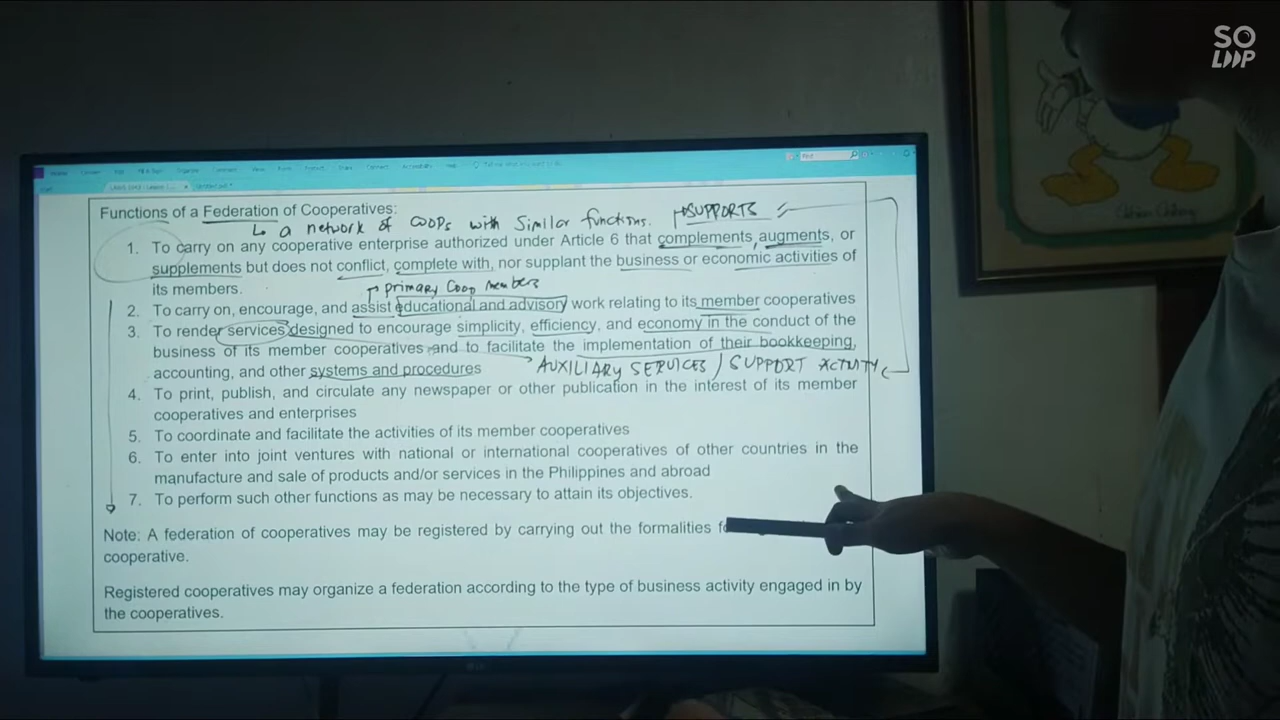 SO
LOOP
Find
Functions of a Federation of Cooperatives:
↳ a network of COOPs with Similar functions. → SUPPORTS
1. To carry on any cooperative enterprise authorized under Article 6 that complements, augments, or
supplements but does not conflict, complete with, nor supplant the business or economic activities of
its members.
primary Coop members
2. To carry on, encourage, and assist educational and advisory work relating to its member cooperatives
3. To render services designed to encourage simplicity, efficiency, and economy in the conduct of the
business of its member cooperatives and to facilitate the implementation of their bookkeeping,
accounting, and other systems and procedures
AUXILIARY SERVICES / SUPPORT ACTIVITY
4. To print, publish, and circulate any newspaper or other publication in the interest of its member
cooperatives and enterprises
5. To coordinate and facilitate the activities of its member cooperatives
6. To enter into joint ventures with national or international cooperatives of other countries in the
manufacture and sale of products and/or services in the Philippines and abroad
7. To perform such other functions as may be necessary to attain its objectives.
Note: A federation of cooperatives may be registered by carrying out the formalities
cooperative.
Registered cooperatives may organize a federation according to the type of business activity engaged in by
the cooperatives.
LG